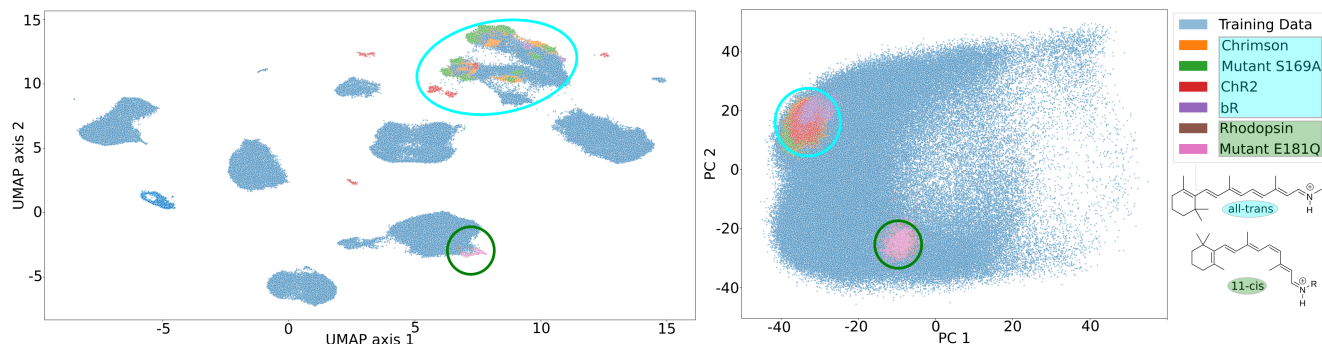 15
10
5
0
-5
UMAP axis 2
-5
0
5
10
15
UMAP axis 1
40
20
0
-20
-40
PC 2
-40
-20
0
20
40
PC 1
Training Data
Chrimson
Mutant S169A
ChR2
bR
Rhodopsin
Mutant E181Q
N
H
all-trans
11-cis
N
R
H